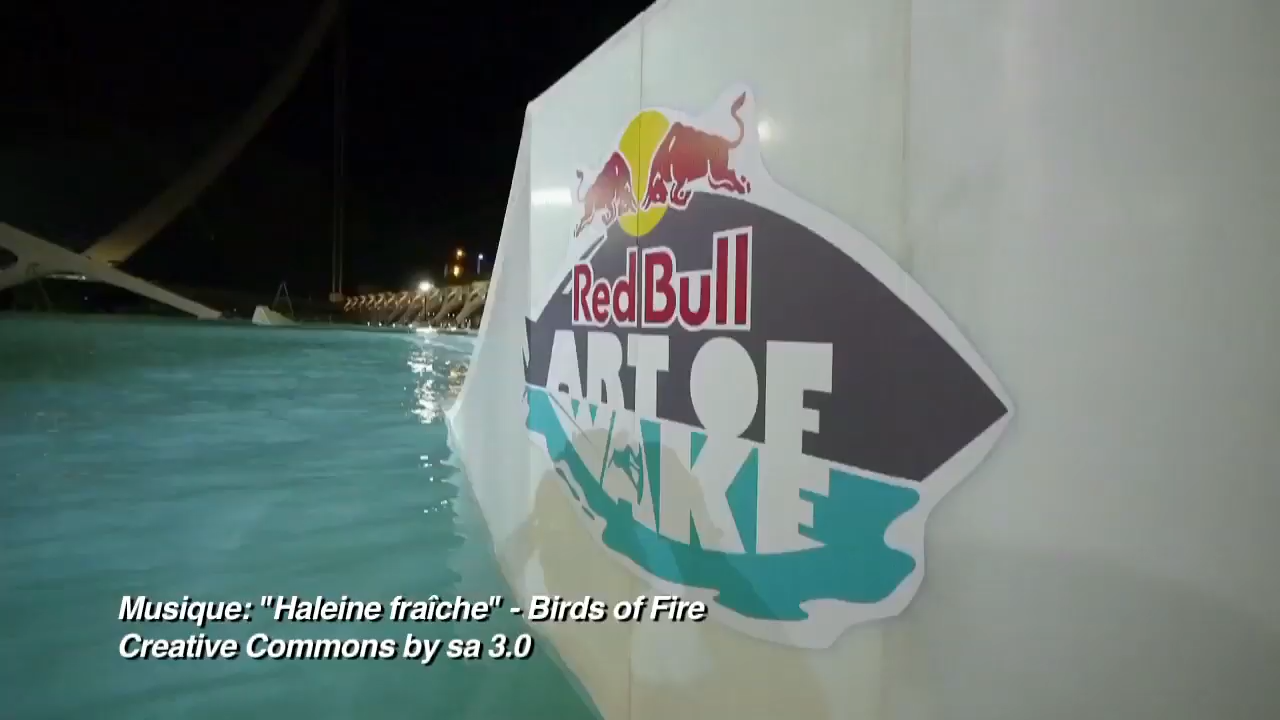 Red Bull
ART OF
WAKE
Musique: "Haleine fraîche" - Birds of Fire
Creative Commons by sa 3.0